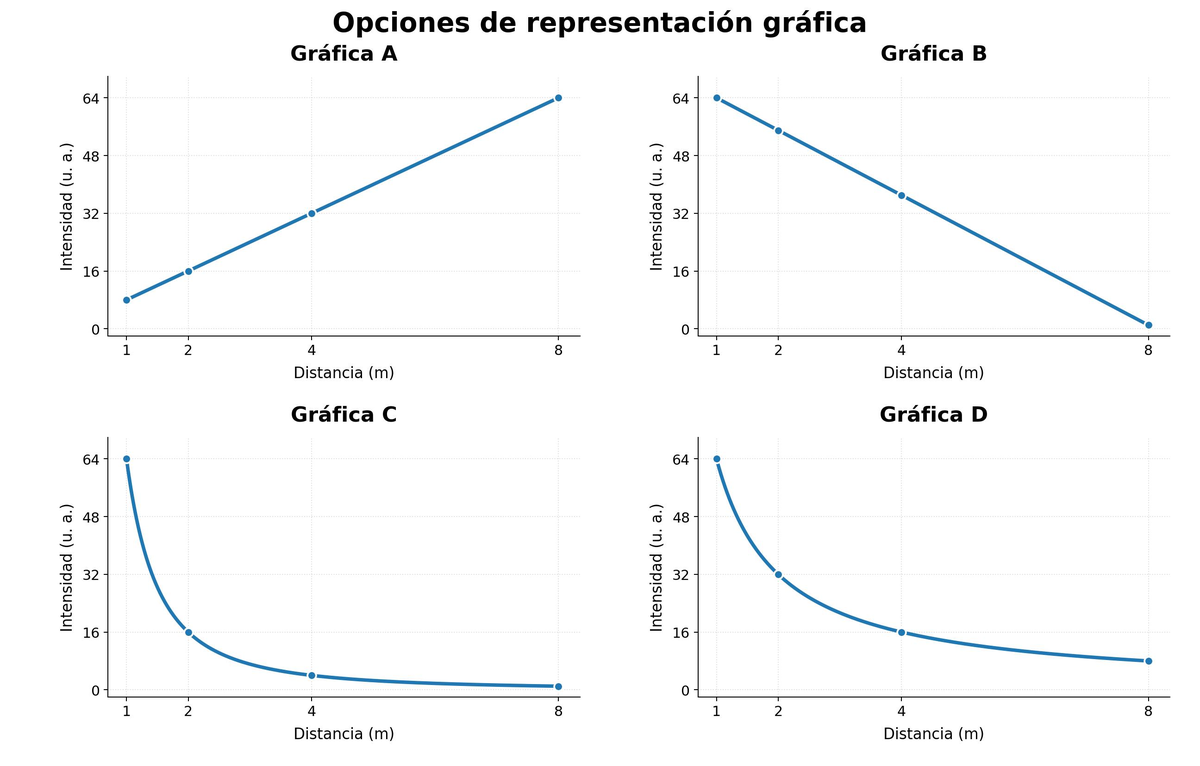 Opciones de representación gráfica
Gráfica A
Intensidad (u. a.)
64
48
32
16
0
1 2 4 8
Distancia (m)
Gráfica B
Intensidad (u. a.)
64
48
32
16
0
1 2 4 8
Distancia (m)
Gráfica C
Intensidad (u. a.)
64
48
32
16
0
1 2 4 8
Distancia (m)
Gráfica D
Intensidad (u. a.)
64
48
32
16
0
1 2 4 8
Distancia (m)